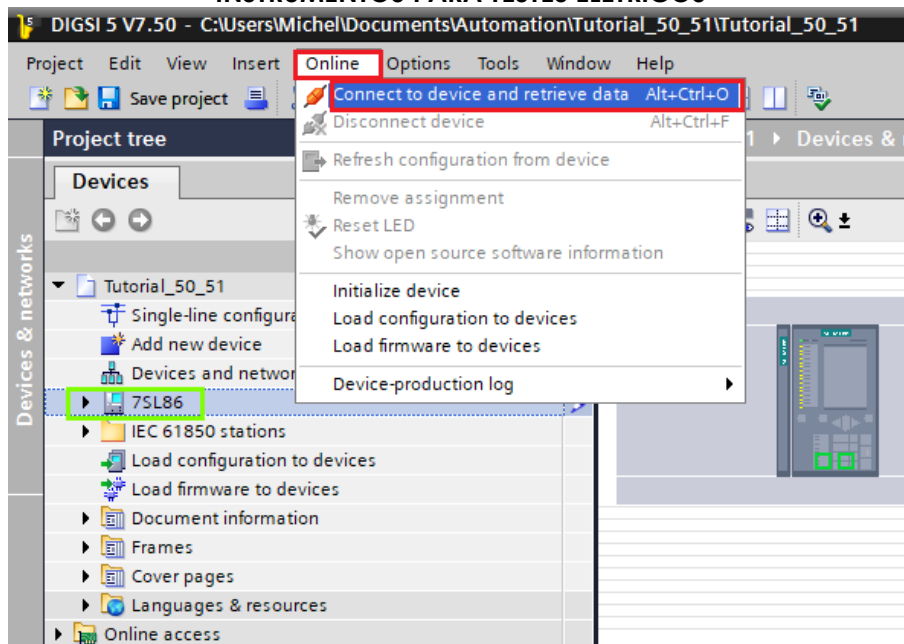 INSTRUMENTOS PARA TESTES ELÉTRICOS
DIGSI 5 V7.50 - C:\Users\Michel\Documents\Automation\Tutorial_50_51\Tutorial_50_51
Project Edit View Insert Online Options Tools Window Help
Save project
Connect to device and retrieve data Alt+Ctrl+O
Disconnect device Alt+Ctrl+F
Refresh configuration from device
Remove assignment
Reset LED
Show open source software information
Initialize device
Load configuration to devices
Load firmware to devices
Device-production log
1 Devices &
Project tree
Devices
Devices & networks
Tutorial_50_51
Single-line configura
Add new device
Devices and networ
7SL86
IEC 61850 stations
Load configuration to devices
Load firmware to devices
Document information
Frames
Cover pages
Languages & resources
Online access